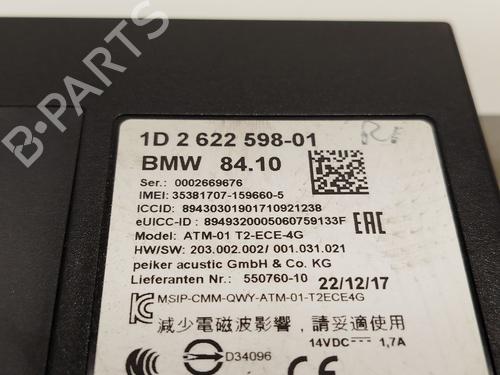 B-PARTS
1D 2 622 598-01
BMW 84.10
Ser.: 0002669676
IMEI: 35381707-159660-5
ICCID: 89430301901710921238
eUICC-ID : 8949320005060759133F
Model: ATM-01 T2-ECE-4G
HW/SW: 203.002.002/ 001.031.021
peiker acustic GmbH & Co. KG
Lieferanten Nr.: 550760-10 22/12/17
MSIP-CMM-QWY-ATM-01-T2ECE4G
減少電磁波影響，請妥適使用
D34096
14VDC 1,7A
EAC